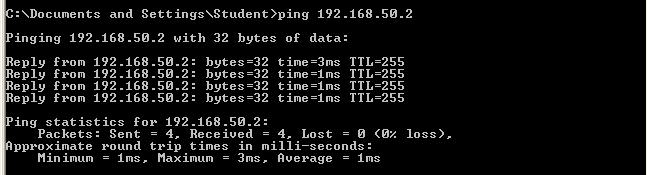 C:\Documents and Settings\Student>ping 192.168.50.2
Pinging 192.168.50.2 with 32 bytes of data:
Reply from 192.168.50.2: bytes=32 time=3ms TTL=255
Reply from 192.168.50.2: bytes=32 time=1ms TTL=255
Reply from 192.168.50.2: bytes=32 time=1ms TTL=255
Reply from 192.168.50.2: bytes=32 time=1ms TTL=255
Ping statistics for 192.168.50.2:
    Packets: Sent = 4, Received = 4, Lost = 0 (0% loss),
Approximate round trip times in milli-seconds:
    Minimum = 1ms, Maximum = 3ms, Average = 1ms